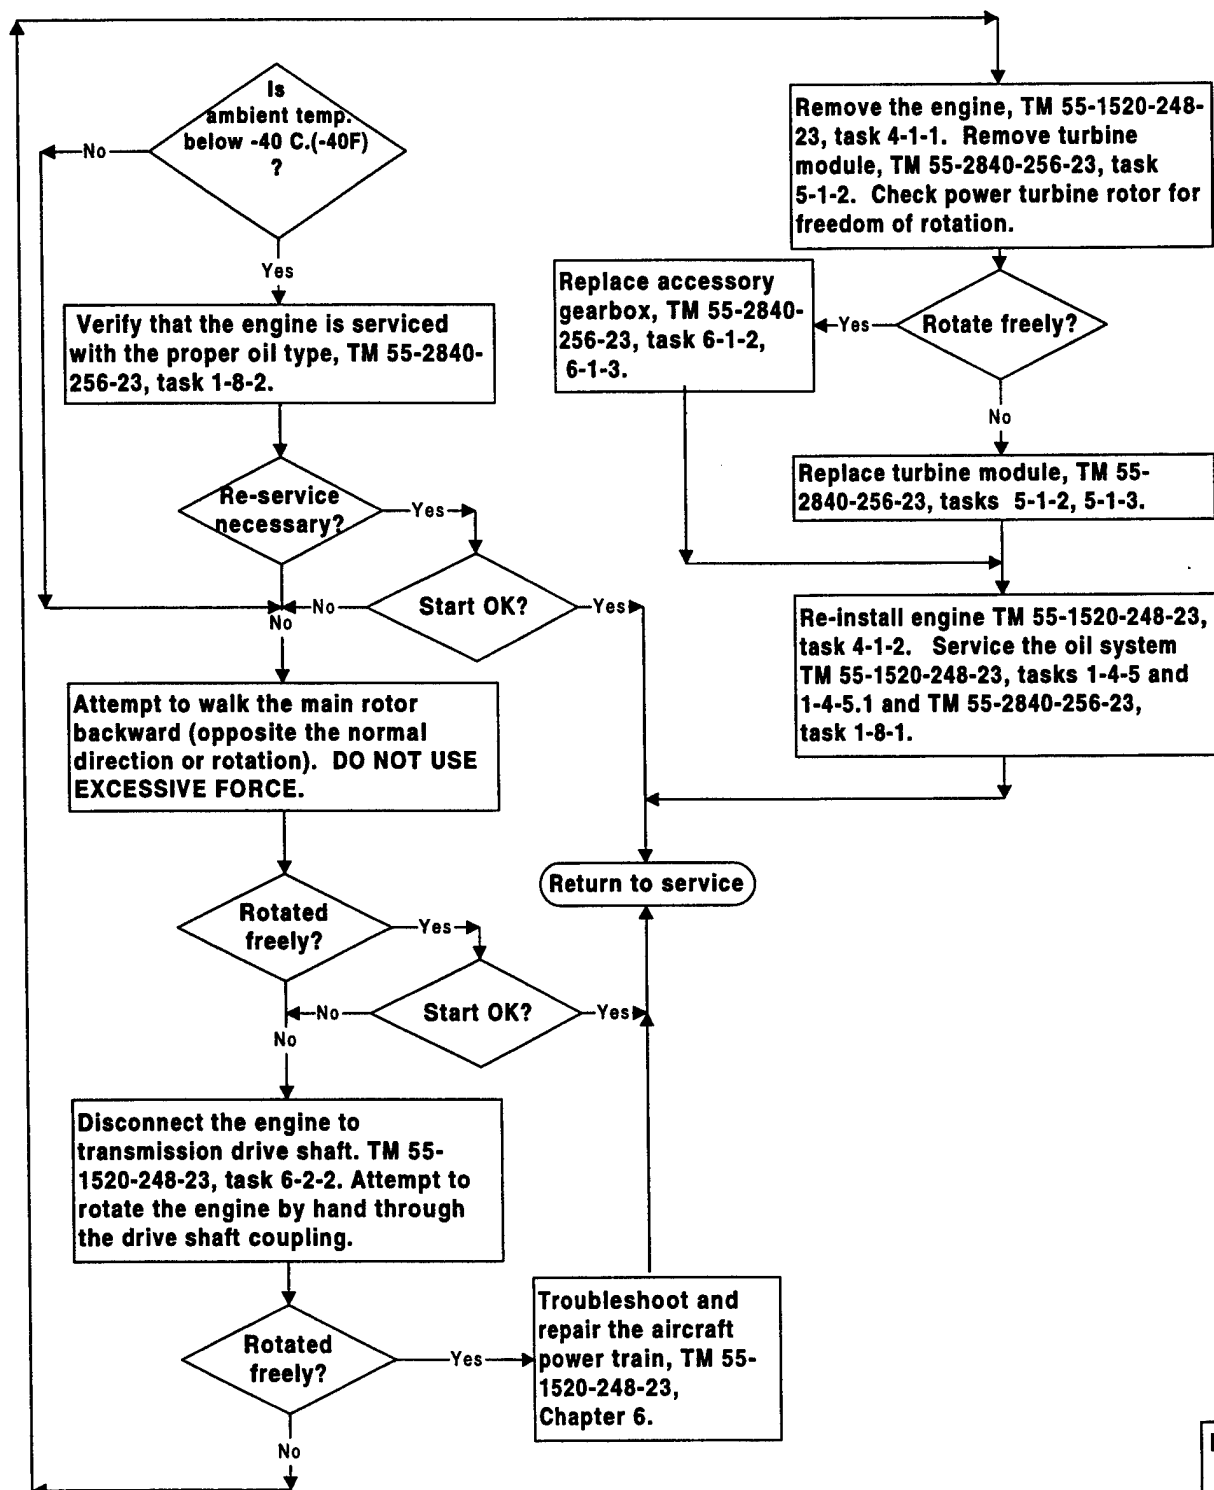 Is
ambient temp.
below -40 C.(-40F)
?
No
Yes
Verify that the engine is serviced
with the proper oil type, TM 55-2840-
256-23, task 1-8-2.
Re-service
necessary?
Yes
No
Start OK?
No
Yes
Attempt to walk the main rotor
backward (opposite the normal
direction or rotation). DO NOT USE
EXCESSIVE FORCE.
Rotated
freely?
Yes
No
Start OK?
No
Yes
Disconnect the engine to
transmission drive shaft. TM 55-
1520-248-23, task 6-2-2. Attempt to
rotate the engine by hand through
the drive shaft coupling.
Rotated
freely?
Yes
No
Troubleshoot and
repair the aircraft
power train, TM 55-
1520-248-23,
Chapter 6.
Remove the engine, TM 55-1520-248-
23, task 4-1-1. Remove turbine
module, TM 55-2840-256-23, task
5-1-2. Check power turbine rotor for
freedom of rotation.
Rotate freely?
Yes
No
Replace accessory
gearbox, TM 55-2840-
256-23, task 6-1-2,
6-1-3.
Replace turbine module, TM 55-
2840-256-23, tasks 5-1-2, 5-1-3.
Re-install engine TM 55-1520-248-23,
task 4-1-2. Service the oil system
TM 55-1520-248-23, tasks 1-4-5 and
1-4-5.1 and TM 55-2840-256-23,
task 1-8-1.
Return to service